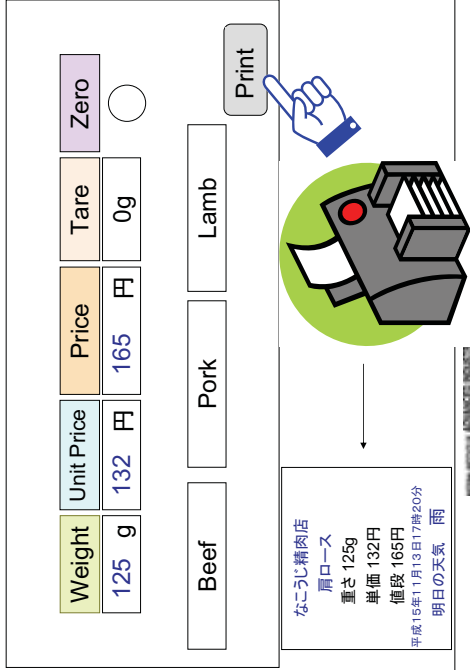 Weight Unit Price Price Tare Zero
125 g 132 円 165 円 0g
Beef Pork Lamb
Print
なこうじ精肉店
肩ロース
重さ 125g
単価 132円
値段 165円
平成15年11月13日17時20分
明日の天気 雨